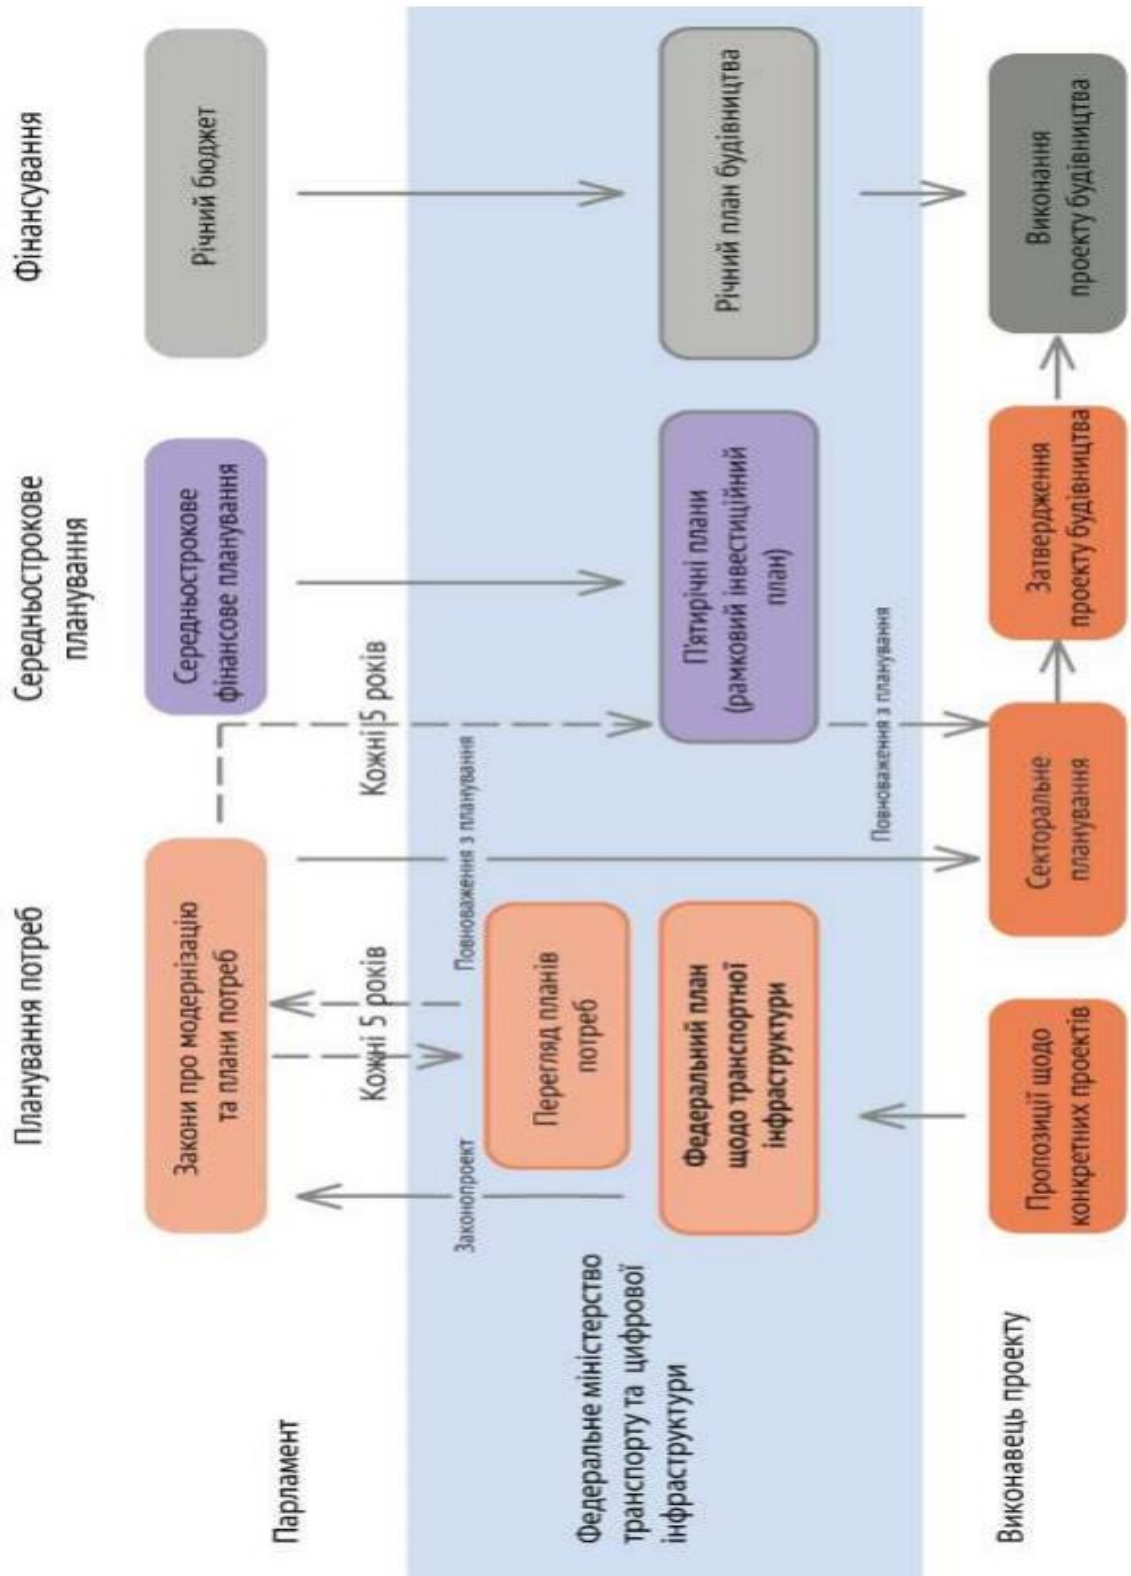 Планування потреб
Середньострокове
планування
Фінансування
Парламент
Закони про модернізацію
та плани потреб
Середньострокове
фінансове планування
Річний бюджет
Кожні 5 років
Кожні 5 років
Законопроект
Повноваження з планування
Федеральне міністерство
транспорту та цифрової
інфраструктури
Перегляд планів
потреб
Федеральний план
щодо транспортної
інфраструктури
П'ятирічні плани
(рамковий інвестиційний
план)
Річний план будівництва
Повноваження з планування
Виконавець проекту
Пропозиції щодо
конкретних проектів
Секторальне
планування
Затвердження
проекту будівництва
Виконання
проекту будівництва